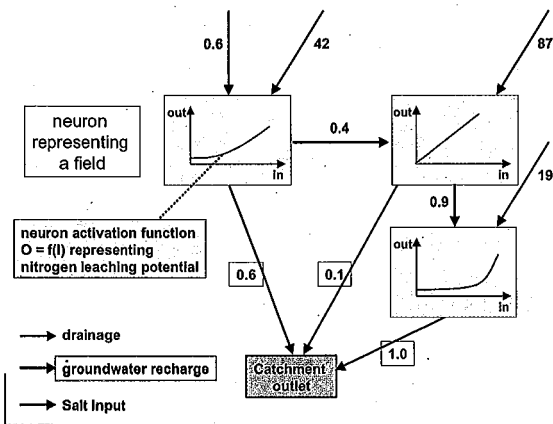 0.6
42
87
out
in
0.4
out
in
neuron
representing
a field
19
0.9
out
in
neuron activation function
O = f(I) representing
nitrogen leaching potential
0.6
0.1
drainage
1.0
groundwater recharge
Catchment
outlet
Salt Input